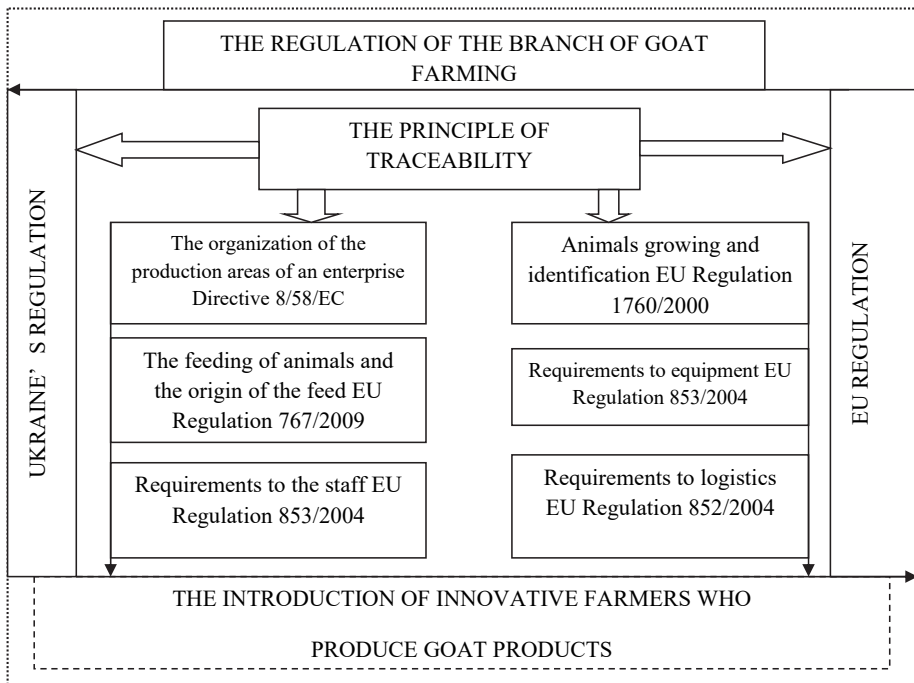 THE REGULATION OF THE BRANCH OF GOAT
FARMING
THE PRINCIPLE OF
TRACEABILITY
UKRAINE’ S REGULATION
The organization of the
production areas of an enterprise
Directive 8/58/EC
The feeding of animals and
the origin of the feed EU
Regulation 767/2009
Requirements to the staff EU
Regulation 853/2004
Animals growing and
identification EU Regulation
1760/2000
Requirements to equipment EU
Regulation 853/2004
Requirements to logistics
EU Regulation 852/2004
EU REGULATION
THE INTRODUCTION OF INNOVATIVE FARMERS WHO
PRODUCE GOAT PRODUCTS